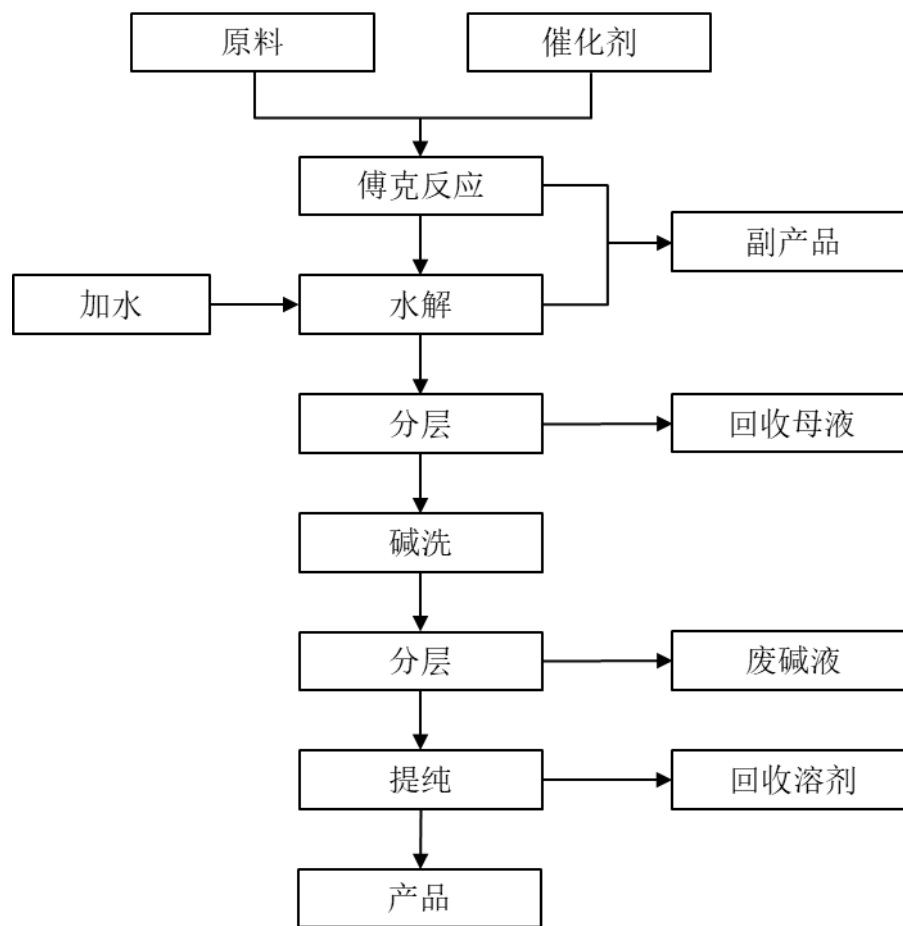 原料
催化剂
傅克反应
副产品
加水
水解
分层
回收母液
碱洗
分层
废碱液
提纯
回收溶剂
产品